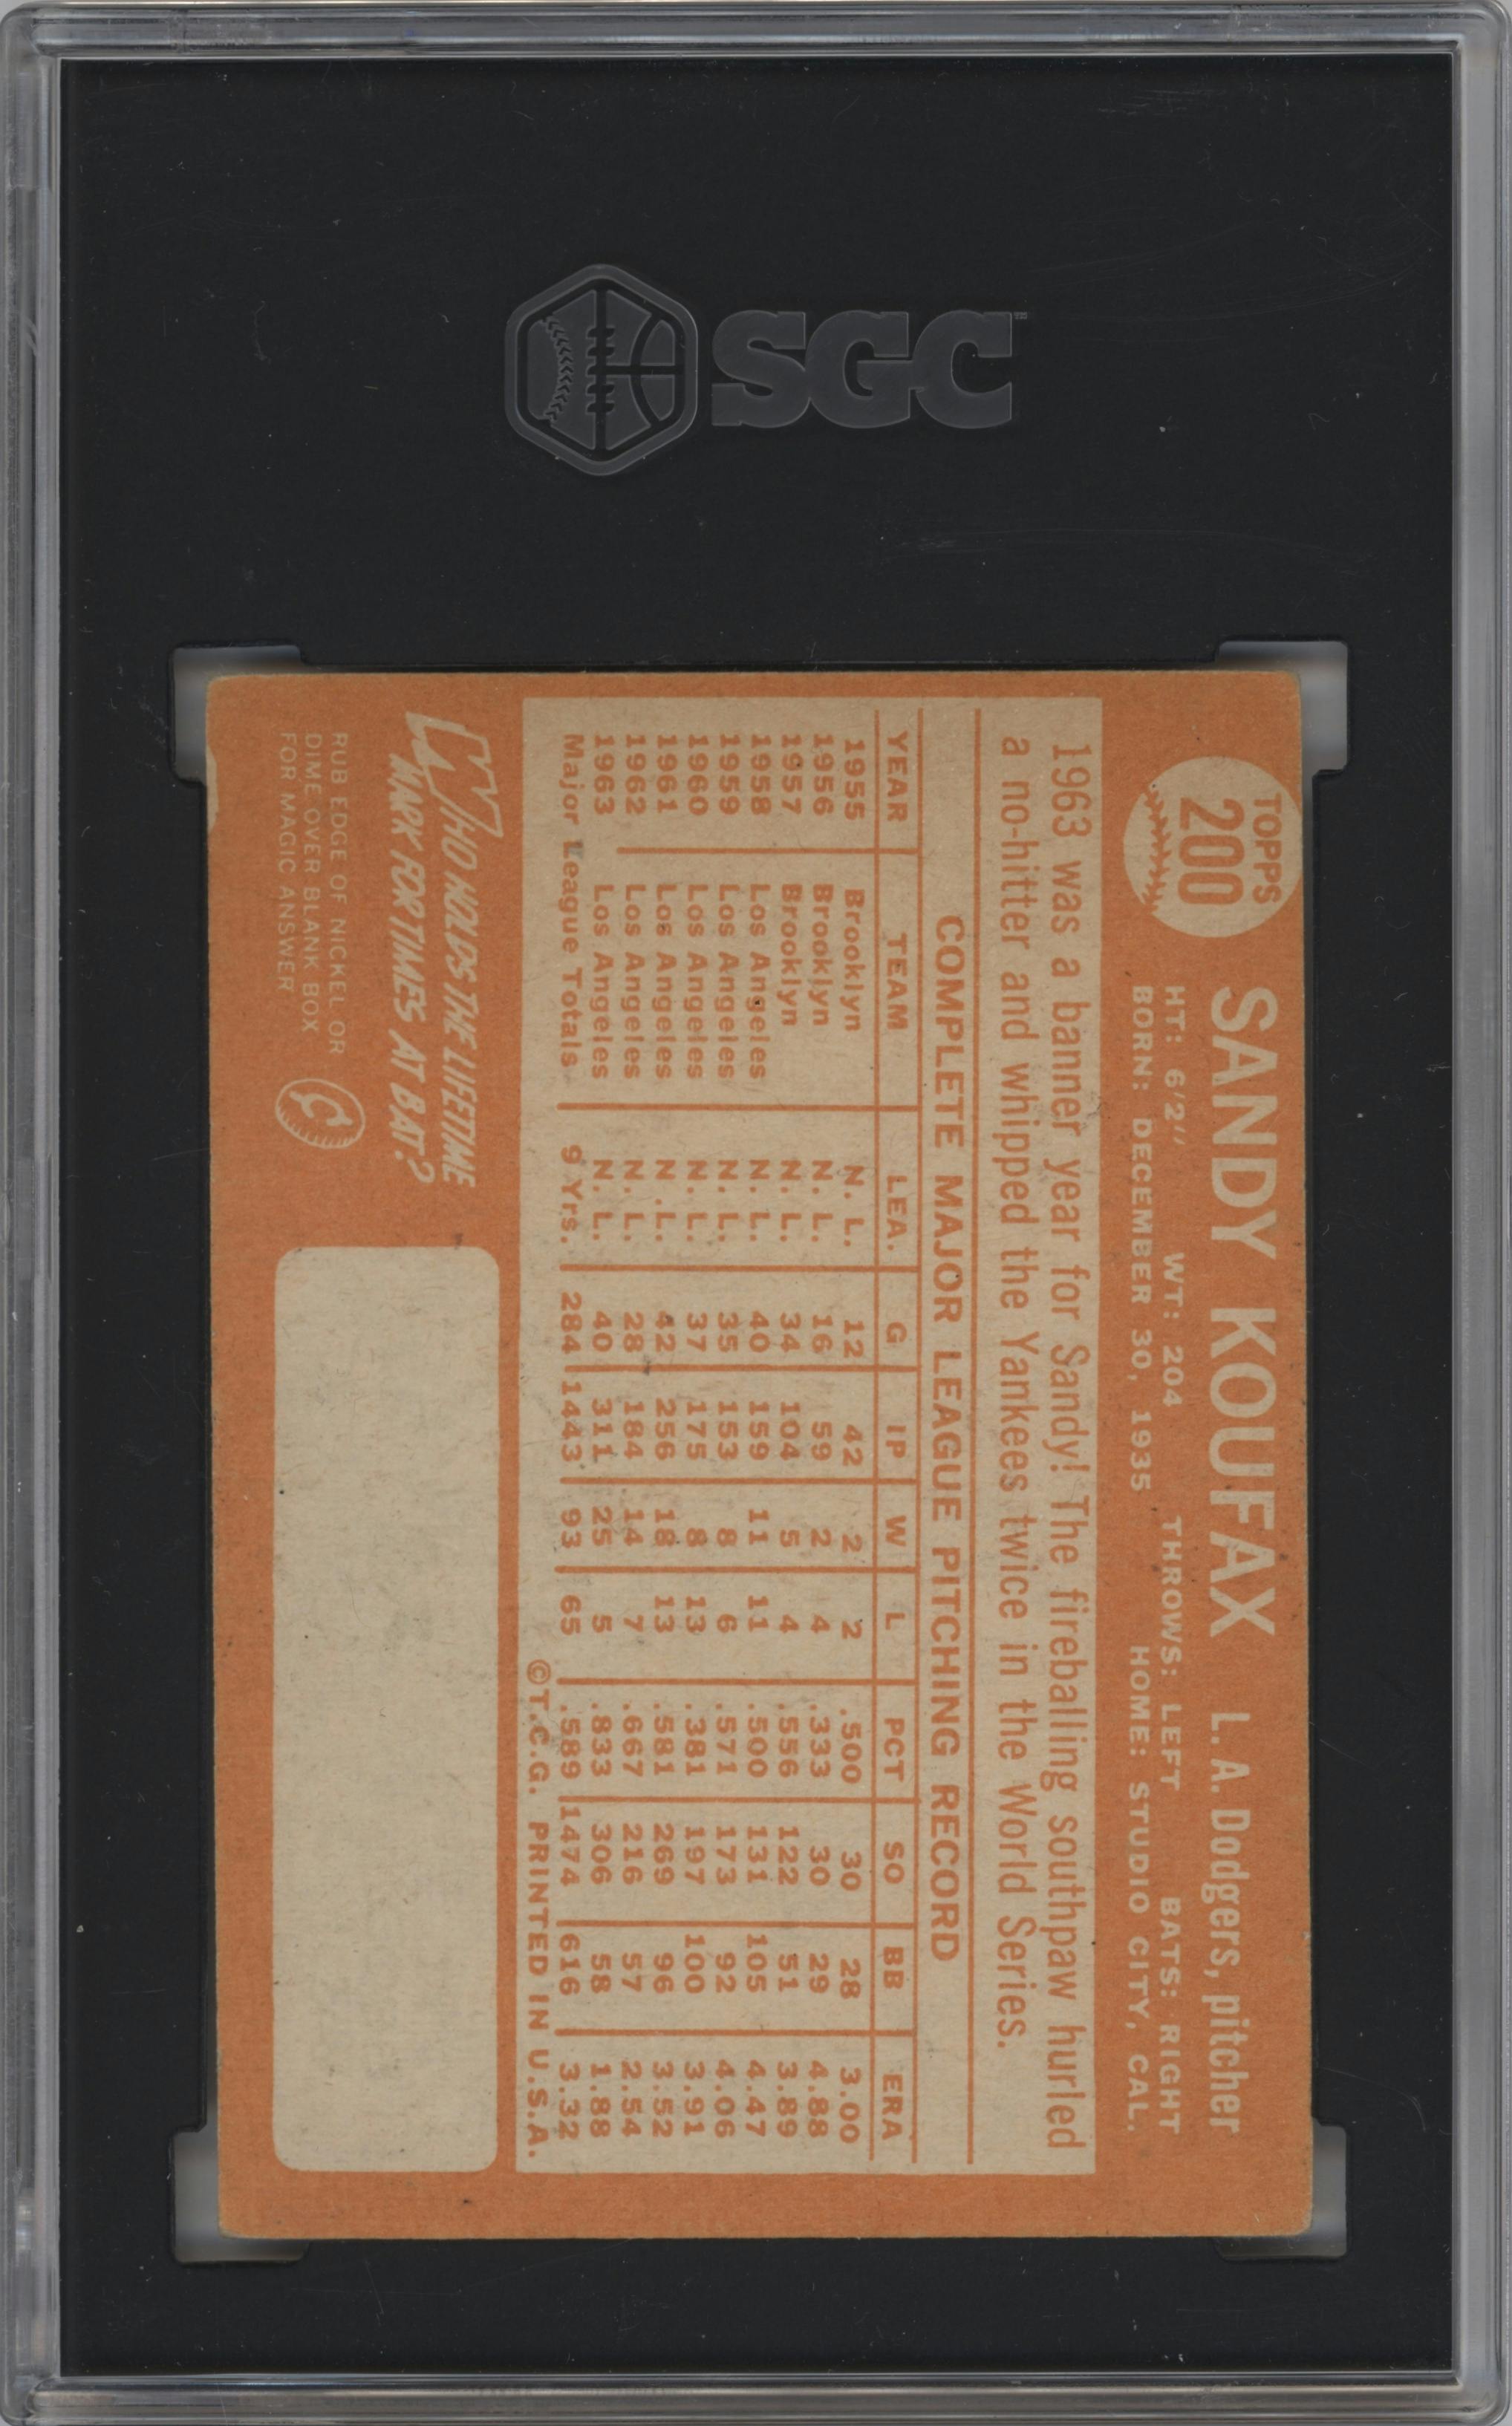 SGC
TM
TOPPS
200
SANDY KOUFAX L. A. Dodgers, pitcher
HT: 6'2" WT: 204 THROWS: LEFT BATS: RIGHT
BORN: DECEMBER 30, 1935 HOME: STUDIO CITY, CAL.
1963 was a banner year for Sandy! The fireballing southpaw hurled
a no-hitter and whipped the Yankees twice in the World Series.
COMPLETE MAJOR LEAGUE PITCHING RECORD
YEAR TEAM LEA. G IP W L PCT SO BB ERA
1955 Brooklyn N. L. 12 42 2 2 .500 30 28 3.00
1956 Brooklyn N. L. 16 59 2 4 .333 30 29 4.88
1957 Brooklyn N. L. 34 104 5 4 .556 122 51 3.89
1958 Los Angeles N. L. 40 159 11 11 .500 131 105 4.47
1959 Los Angeles N. L. 35 153 8 6 .571 173 92 4.06
1960 Los Angeles N. L. 37 175 8 13 .381 197 100 3.91
1961 Los Angeles N. L. 42 256 18 13 .581 269 96 3.52
1962 Los Angeles N. L. 28 184 14 7 .667 216 57 2.54
1963 Los Angeles N. L. 40 311 25 5 .833 306 58 1.88
Major League Totals 9 Yrs. 284 1443 93 65 .589 1474 616 3.32
©T.C.G. PRINTED IN U.S.A.
WHO HOLDS THE LIFETIME
MARK FOR TIMES AT BAT?
RUB EDGE OF NICKEL OR
DIME OVER BLANK BOX
FOR MAGIC ANSWER